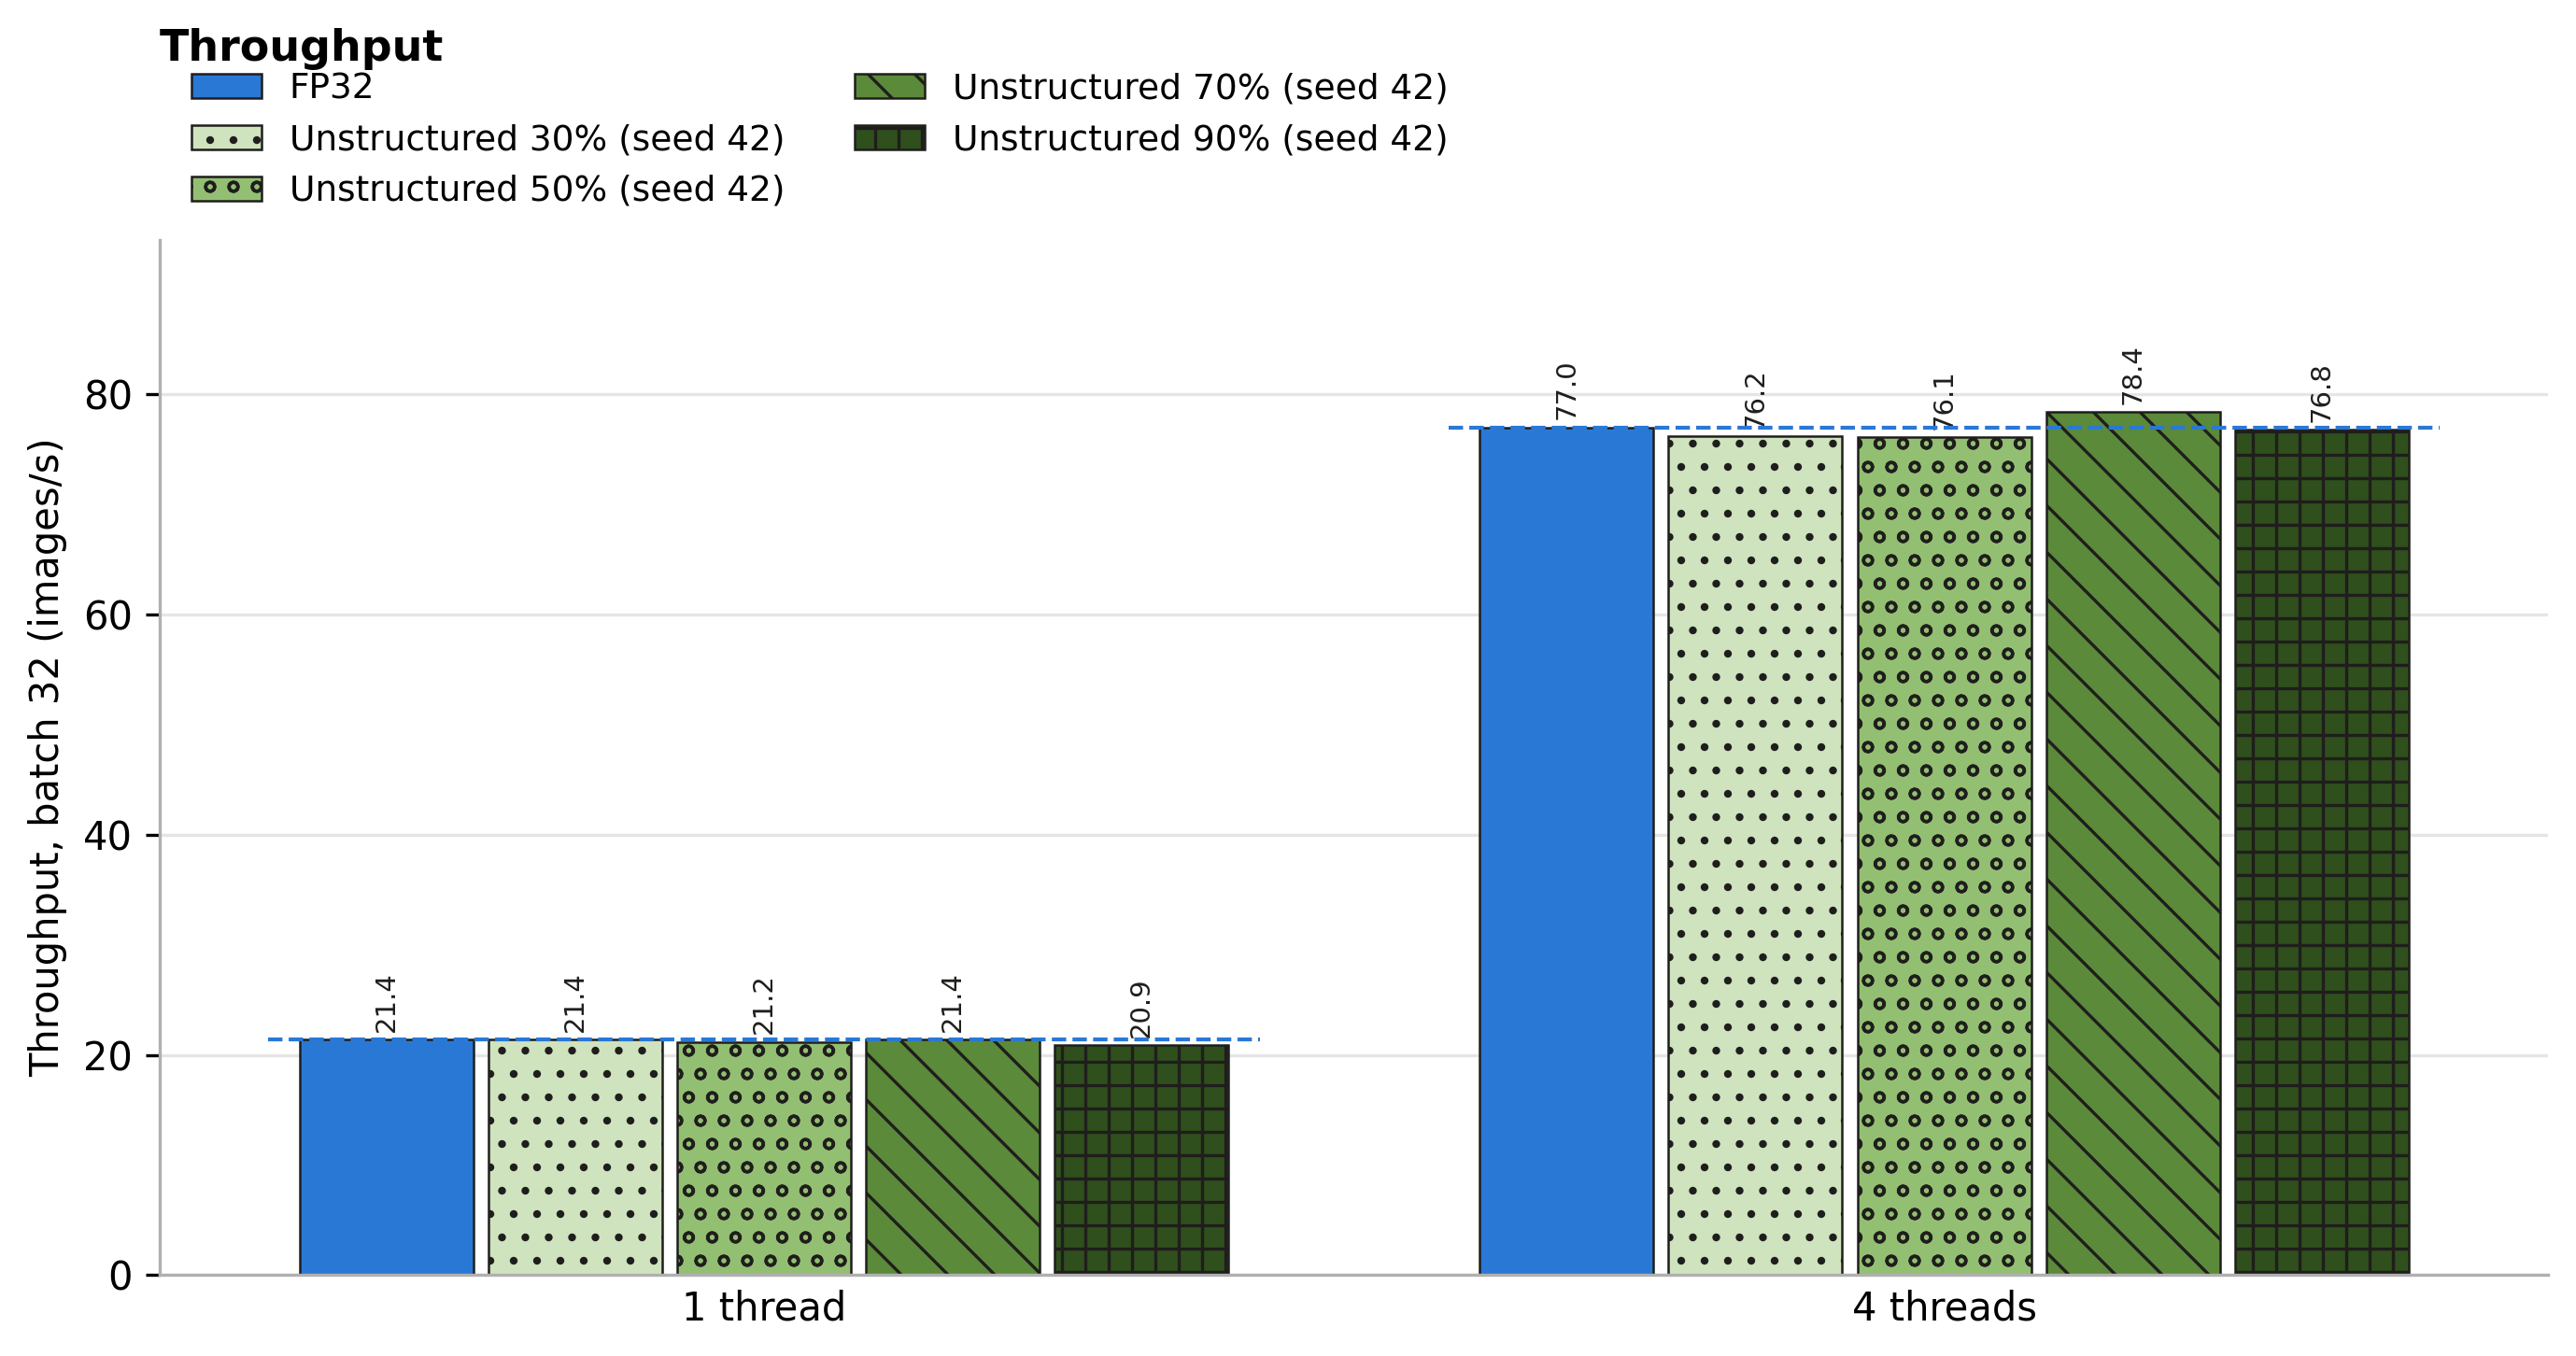 Throughput
FP32
Unstructured 30% (seed 42)
Unstructured 50% (seed 42)
Unstructured 70% (seed 42)
Unstructured 90% (seed 42)
Throughput, batch 32 (images/s)
80
60
40
20
0
21.4
21.4
21.2
21.4
20.9
77.0
76.2
76.1
78.4
76.8
1 thread
4 threads